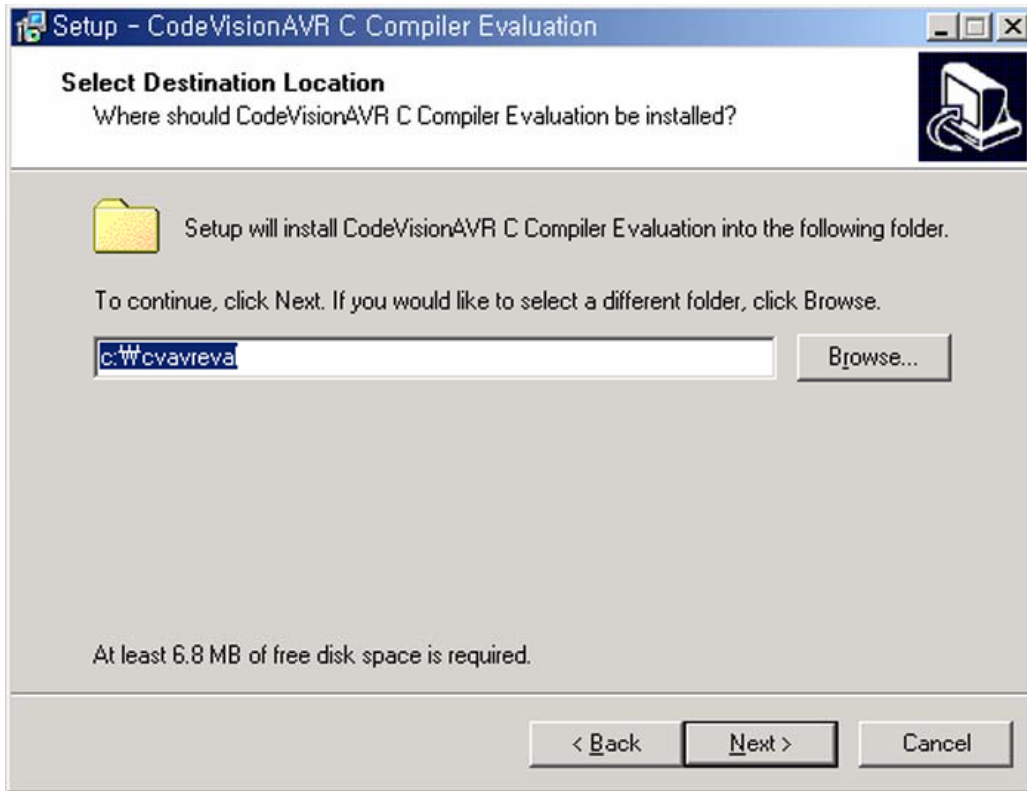 Setup - CodeVisionAVR C Compiler Evaluation
Select Destination Location
Where should CodeVisionAVR C Compiler Evaluation be installed?
Setup will install CodeVisionAVR C Compiler Evaluation into the following folder.
To continue, click Next. If you would like to select a different folder, click Browse.
c:₩cvavreval
Browse...
At least 6.8 MB of free disk space is required.
< Back Next > Cancel